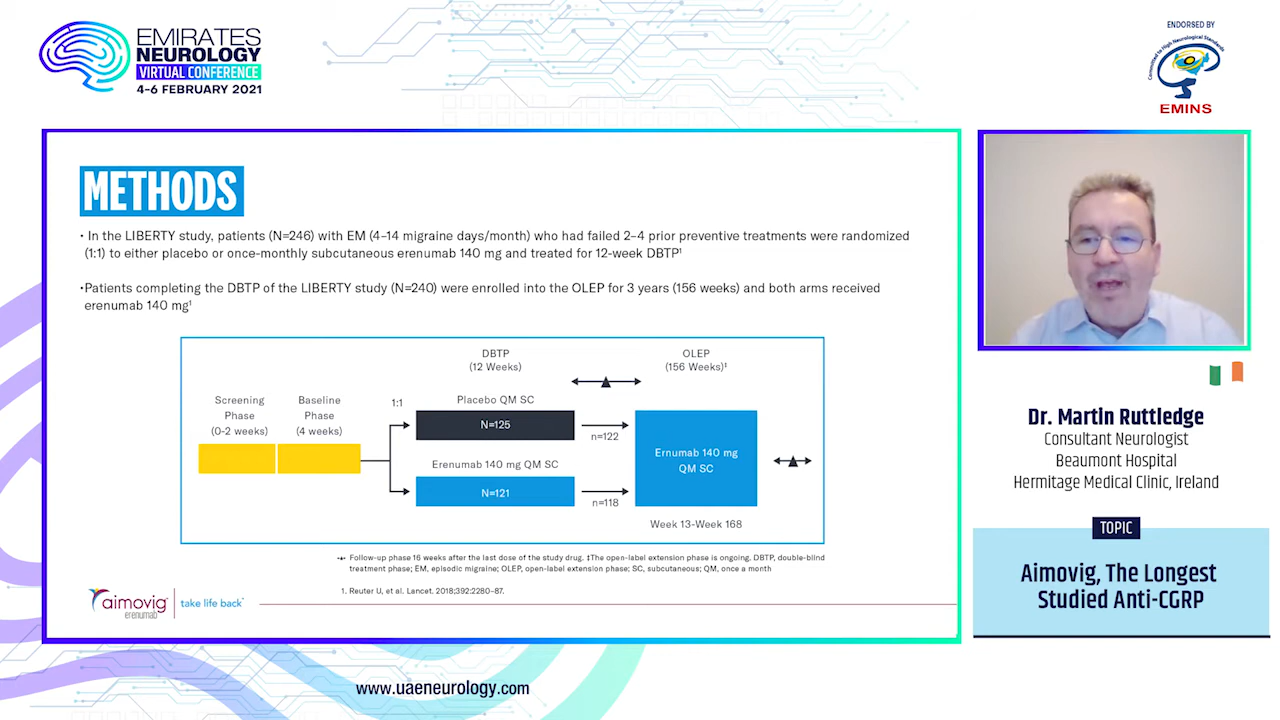 EMIRATES
NEUROLOGY
VIRTUAL CONFERENCE
4-6 FEBRUARY 2021
ENDORSED BY
Committed to High Neurological Standards
EMINS
METHODS
• In the LIBERTY study, patients (N=246) with EM (4–14 migraine days/month) who had failed 2–4 prior preventive treatments were randomized
(1:1) to either placebo or once-monthly subcutaneous erenumab 140 mg and treated for 12-week DBTP¹
•Patients completing the DBTP of the LIBERTY study (N=240) were enrolled into the OLEP for 3 years (156 weeks) and both arms received
erenumab 140 mg¹
DBTP
(12 Weeks)
OLEP
(156 Weeks)‡
Screening
Phase
(0-2 weeks)
Baseline
Phase
(4 weeks)
1:1
Placebo QM SC
N=125
n=122
Erenumab 140 mg QM SC
N=121
n=118
Ernumab 140 mg
QM SC
Week 13-Week 168
Follow-up phase 16 weeks after the last dose of the study drug. ‡The open-label extension phase is ongoing. DBTP, double-blind
treatment phase; EM, episodic migraine; OLEP, open-label extension phase; SC, subcutaneous; QM, once a month
1. Reuter U, et al. Lancet. 2018;392:2280–87.
aimovig
erenumab
take life back
Dr. Martin Ruttledge
Consultant Neurologist
Beaumont Hospital
Hermitage Medical Clinic, Ireland
TOPIC
Aimovig, The Longest
Studied Anti-CGRP
www.uaeneurology.com